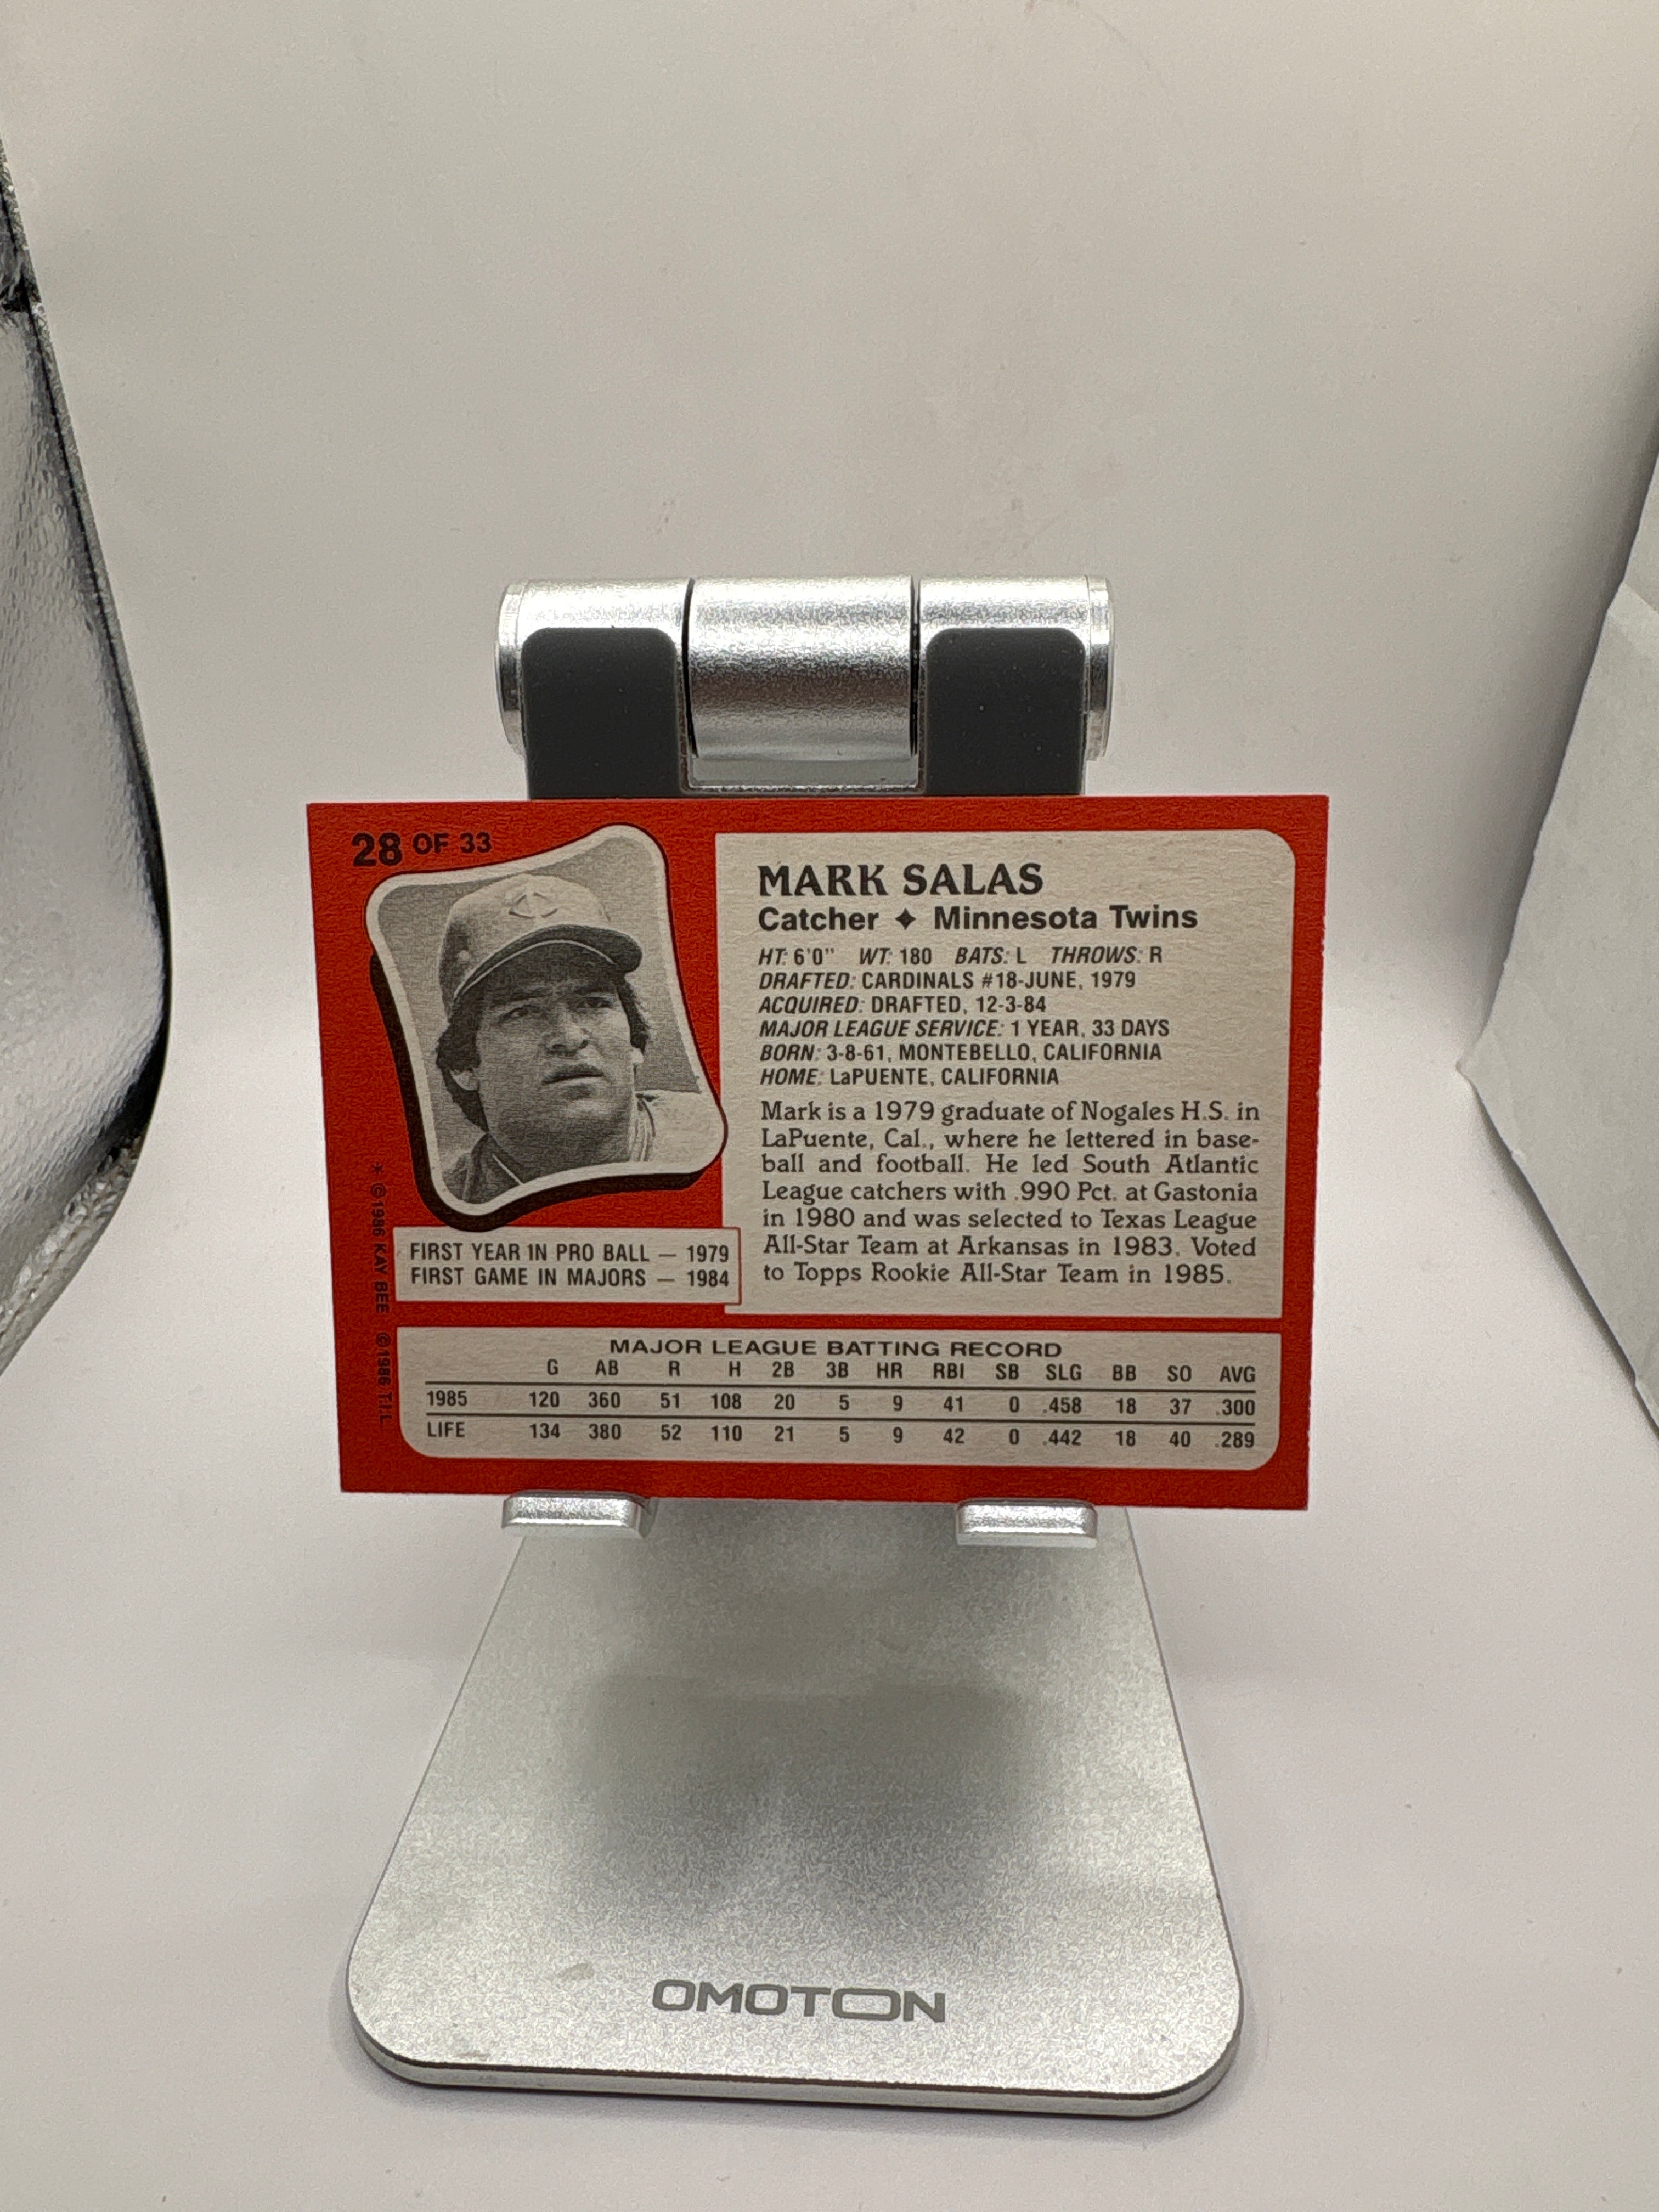 28 OF 33
MARK SALAS
Catcher ✦ Minnesota Twins
HT: 6'0" WT: 180 BATS: L THROWS: R
DRAFTED: CARDINALS #18-JUNE, 1979
ACQUIRED: DRAFTED, 12-3-84
MAJOR LEAGUE SERVICE: 1 YEAR, 33 DAYS
BORN: 3-8-61, MONTEBELLO, CALIFORNIA
HOME: LaPUENTE, CALIFORNIA
Mark is a 1979 graduate of Nogales H.S. in
LaPuente, Cal., where he lettered in base-
ball and football. He led South Atlantic
League catchers with .990 Pct. at Gastonia
in 1980 and was selected to Texas League
All-Star Team at Arkansas in 1983. Voted
to Topps Rookie All-Star Team in 1985.
FIRST YEAR IN PRO BALL — 1979
FIRST GAME IN MAJORS — 1984
* ©1986 KAY BEE ©1986 T.I.L.
MAJOR LEAGUE BATTING RECORD
G AB R H 2B 3B HR RBI SB SLG BB SO AVG
1985 120 360 51 108 20 5 9 41 0 .458 18 37 .300
LIFE 134 380 52 110 21 5 9 42 0 .442 18 40 .289
OMOTON